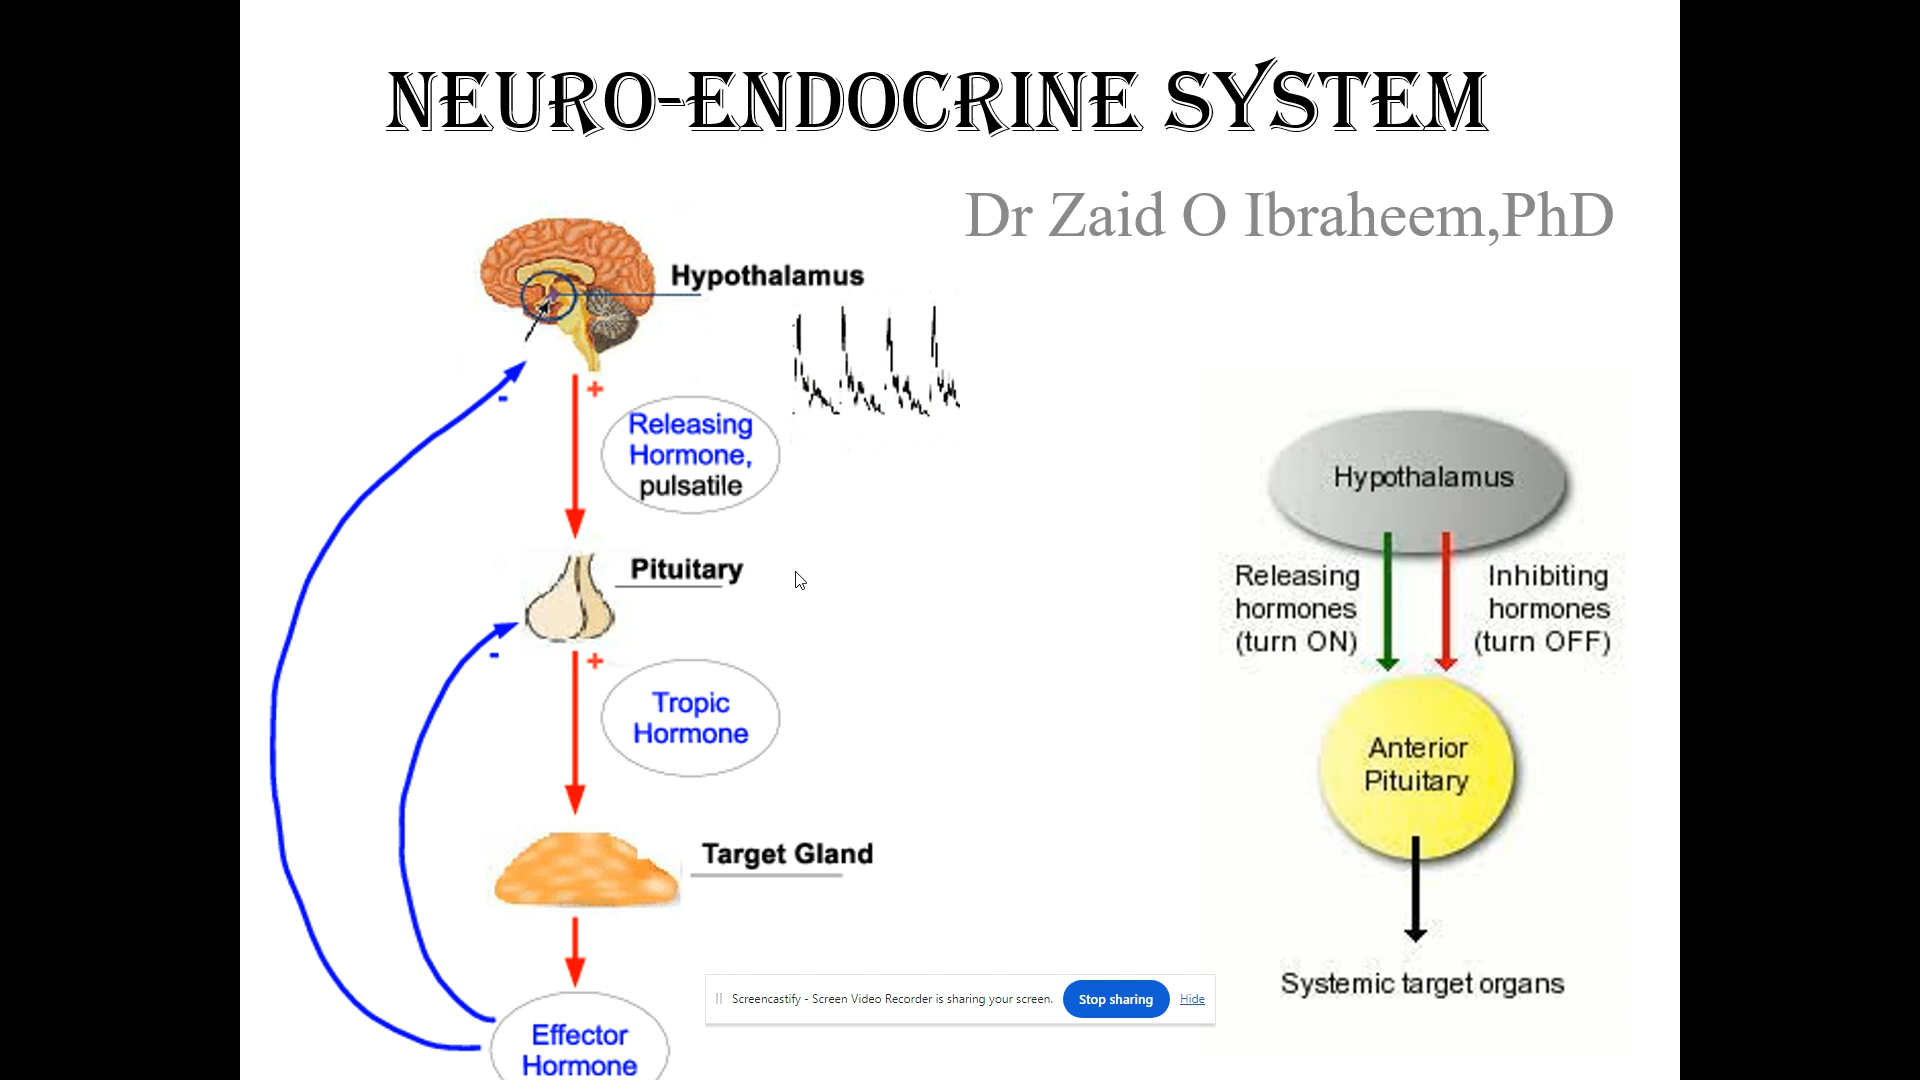 NEURO-ENDOCRINE SYSTEM
Dr Zaid O Ibraheem,PhD
Hypothalamus
+
-
Releasing
Hormone,
pulsatile
Pituitary
-
+
Tropic
Hormone
Target Gland
Effector
Hormone
Hypothalamus
Releasing
hormones
(turn ON)
Inhibiting
hormones
(turn OFF)
Anterior
Pituitary
Systemic target organs
Screencastify - Screen Video Recorder is sharing your screen.
Stop sharing
Hide